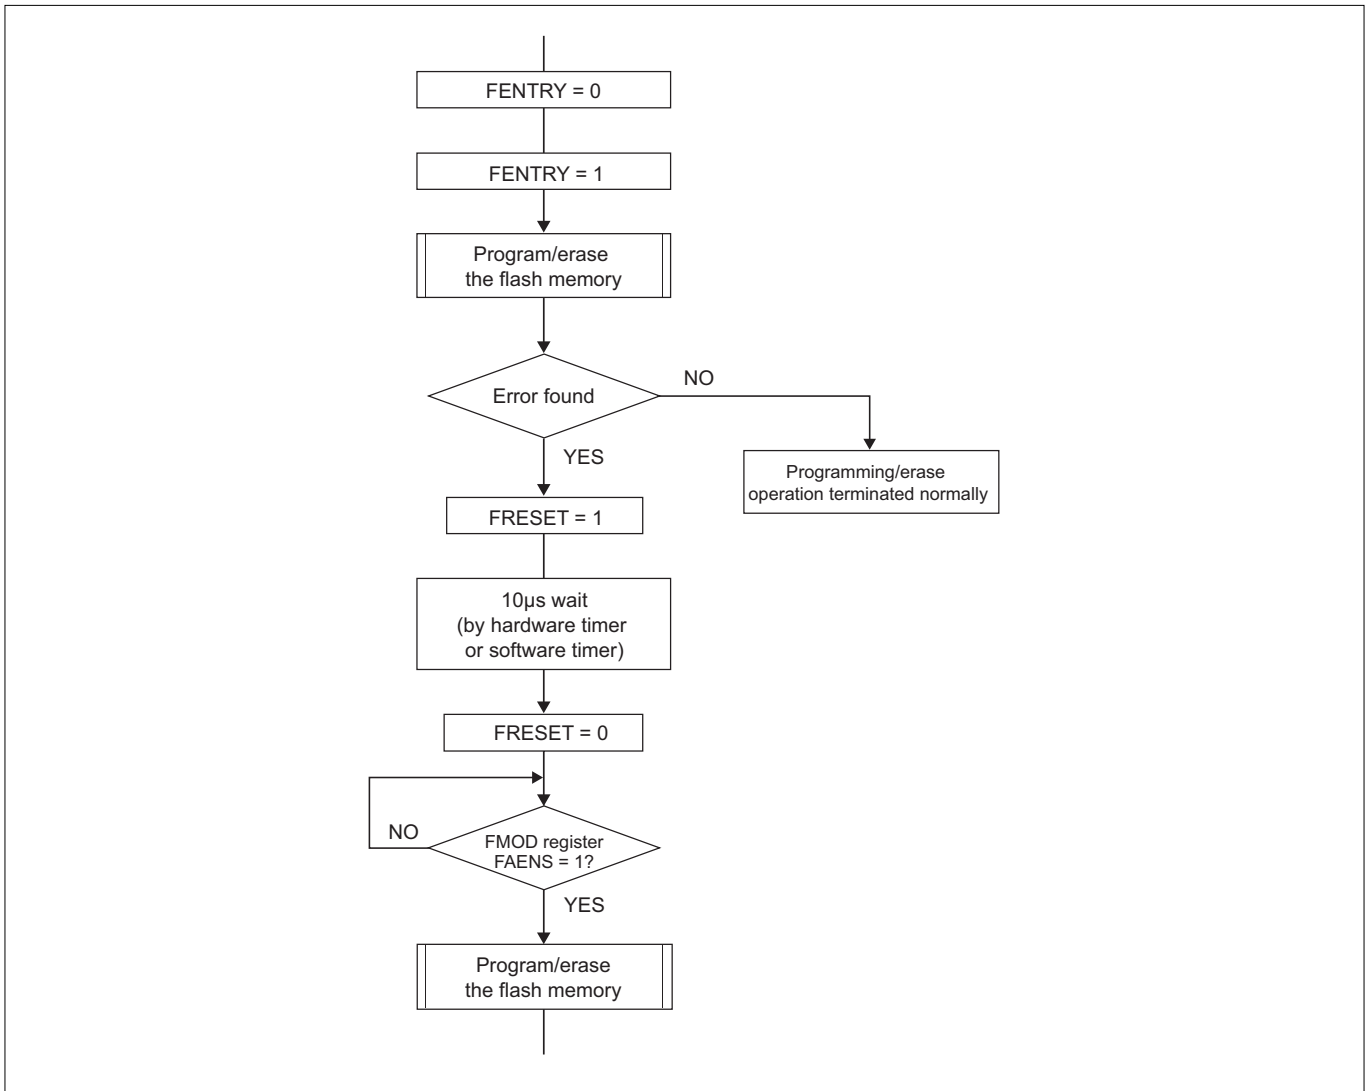 FENTRY = 0
FENTRY = 1
Program/erase
the flash memory
Error found
NO
YES
Programming/erase
operation terminated normally
FRESET = 1
10μs wait
(by hardware timer
or software timer)
FRESET = 0
NO
FMOD register
FAENS = 1?
YES
Program/erase
the flash memory